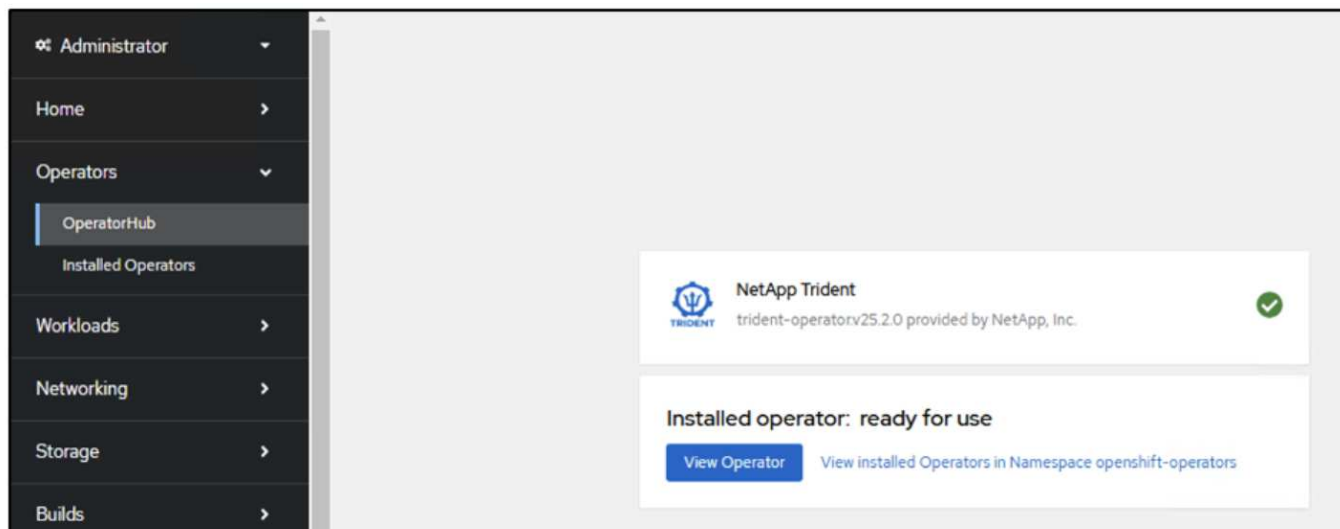 Administrator
Home
Operators
OperatorHub
Installed Operators
Workloads
Networking
Storage
Builds
TRIDENT
NetApp Trident
trident-operator.v25.2.0 provided by NetApp, Inc.
Installed operator: ready for use
View Operator
View installed Operators in Namespace openshift-operators